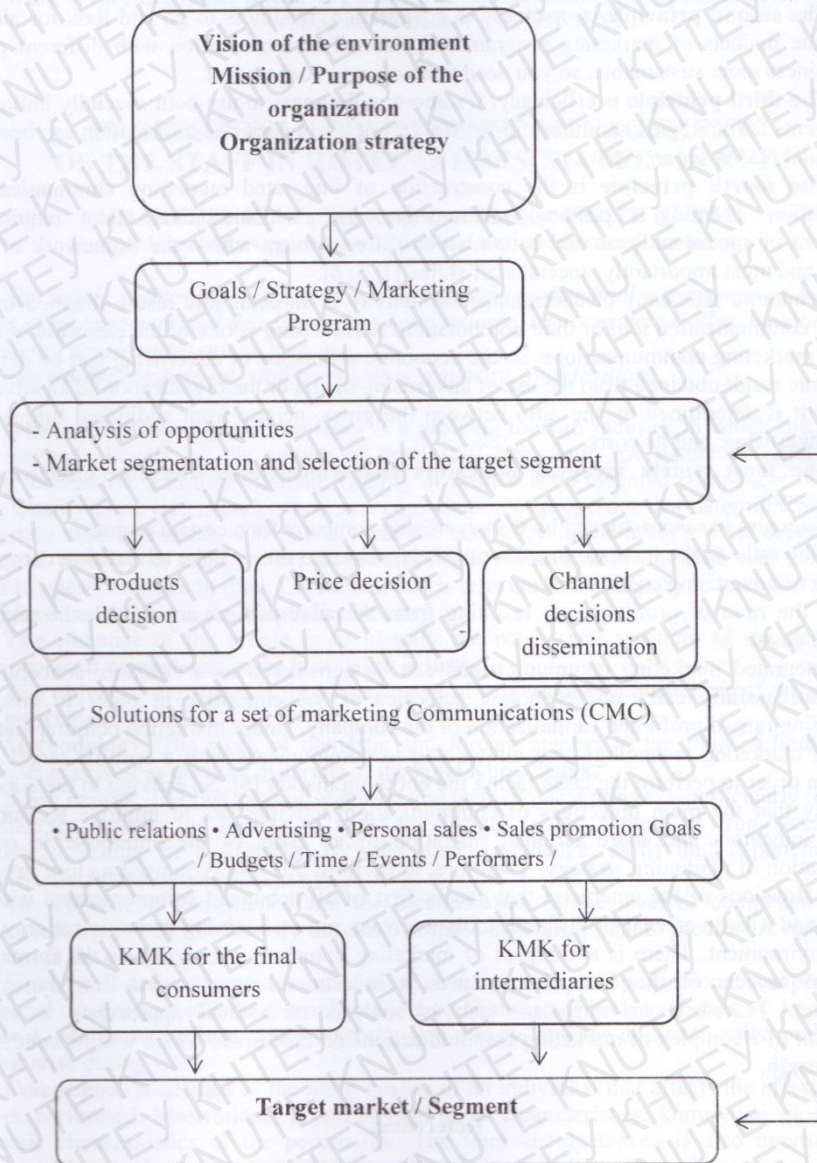 Vision of the environment
Mission / Purpose of the
organization
Organization strategy
Goals / Strategy / Marketing
Program
- Analysis of opportunities
- Market segmentation and selection of the target segment
Products
decision
Price decision
Channel
decisions
dissemination
Solutions for a set of marketing Communications (CMC)
• Public relations • Advertising • Personal sales • Sales promotion Goals
/ Budgets / Time / Events / Performers /
KMK for the final
consumers
KMK for
intermediaries
Target market / Segment